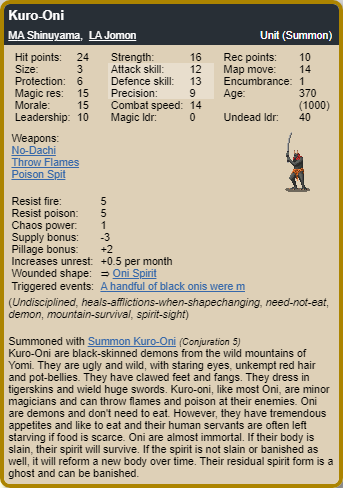 Kuro-Oni
MA Shinuyama, LA Jomon Unit (Summon)
Hit points: 24 Strength: 16 Rec points: 10
Size: 3 Attack skill: 12 Map move: 14
Protection: 6 Defence skill: 13 Encumbrance: 1
Magic res: 15 Precision: 9 Age: 370
Morale: 15 Combat speed: 14 (1000)
Leadership: 10 Magic ldr: 0 Undead ldr: 40
Weapons:
No-Dachi
Throw Flames
Poison Spit
Resist fire: 5
Resist poison: 5
Chaos power: 1
Supply bonus: -3
Pillage bonus: +2
Increases unrest: +0.5 per month
Wounded shape: ⇒ Oni Spirit
Triggered events: A handful of black onis were m
(Undisciplined, heals-afflictions-when-shapechanging, need-not-eat,
demon, mountain-survival, spirit-sight)
Summoned with Summon Kuro-Oni (Conjuration 5)
Kuro-Oni are black-skinned demons from the wild mountains of
Yomi. They are ugly and wild, with staring eyes, unkempt red hair
and pot-bellies. They have clawed feet and fangs. They dress in
tigerskins and wield huge swords. Kuro-oni, like most Oni, are minor
magicians and can throw flames and poison at their enemies. Oni
are demons and don't need to eat. However, they have tremendous
appetites and like to eat and their human servants are often left
starving if food is scarce. Oni are almost immortal. If their body is
slain, their spirit will survive. If the spirit is not slain or banished as
well, it will reform a new body over time. Their residual spirit form is a
ghost and can be banished.